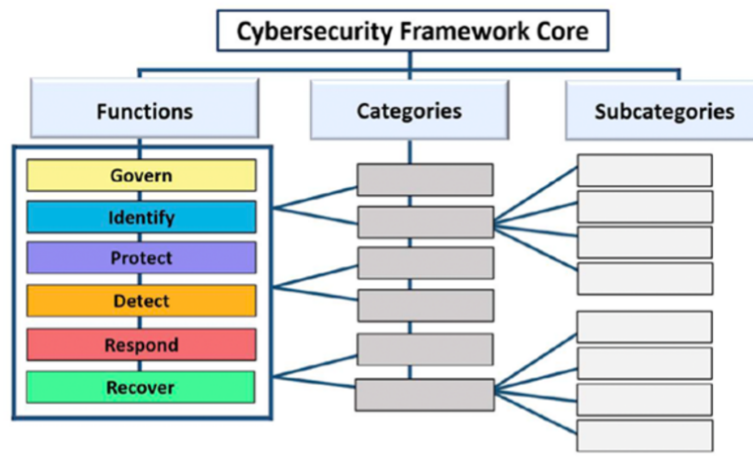 Cybersecurity Framework Core
Functions
Categories
Subcategories
Govern
Identify
Protect
Detect
Respond
Recover